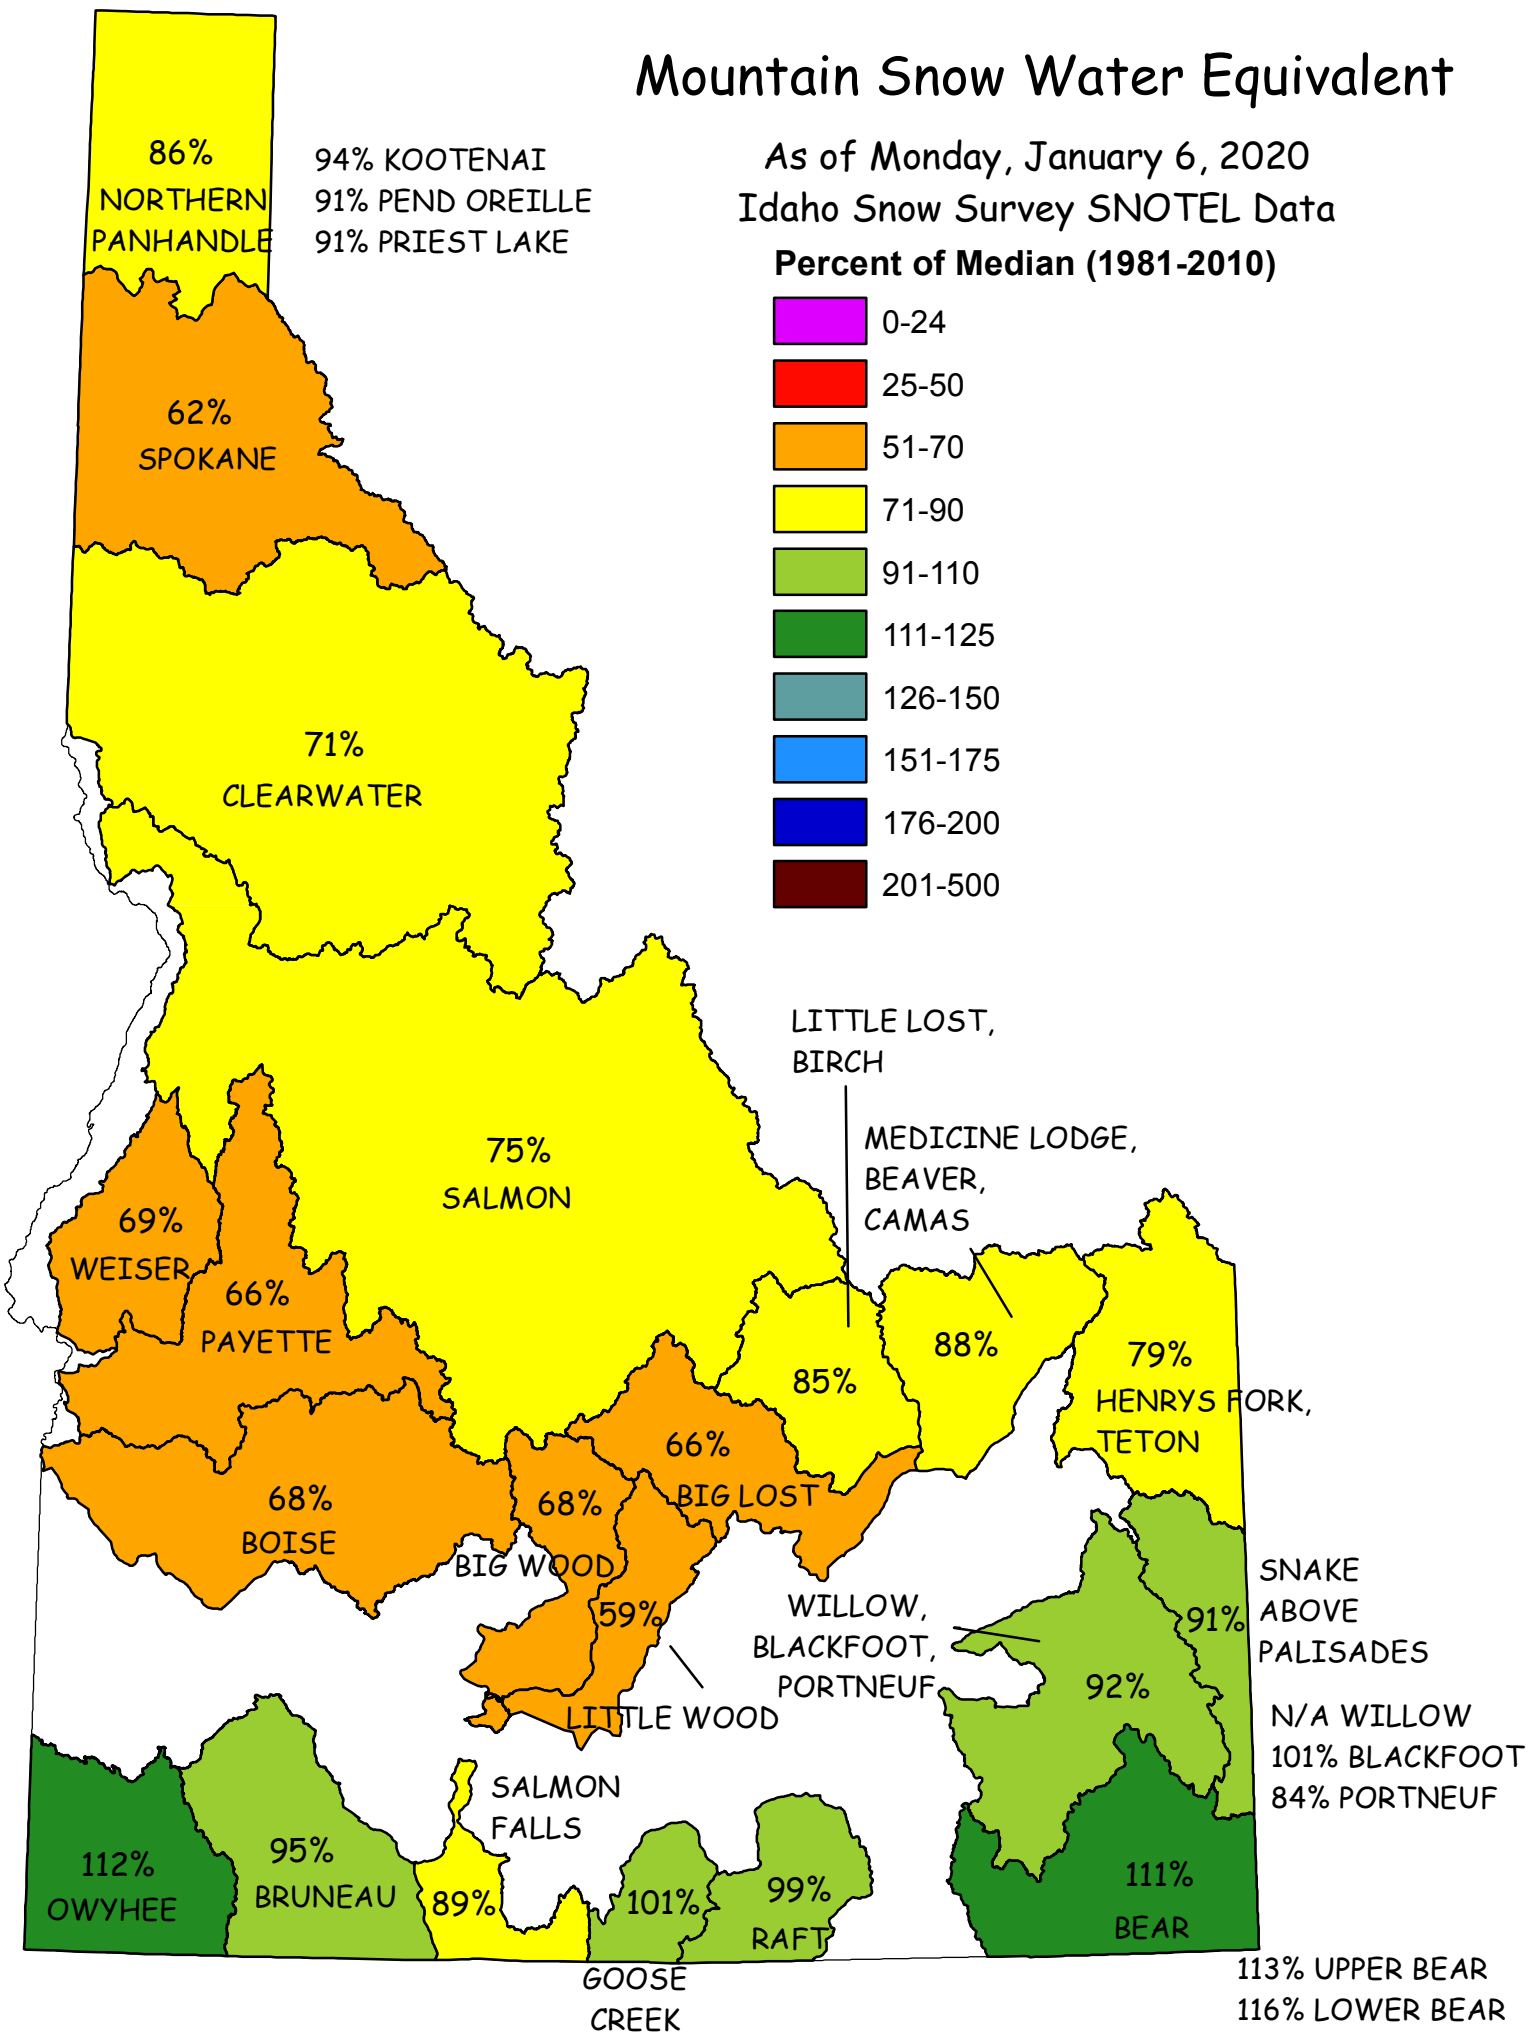 Mountain Snow Water Equivalent
As of Monday, January 6, 2020
Idaho Snow Survey SNOTEL Data
Percent of Median (1981-2010)
0-24
25-50
51-70
71-90
91-110
111-125
126-150
151-175
176-200
201-500
86%
NORTHERN
PANHANDLE
94% KOOTENAI
91% PEND OREILLE
91% PRIEST LAKE
62%
SPOKANE
71%
CLEARWATER
LITTLE LOST,
BIRCH
MEDICINE LODGE,
BEAVER,
CAMAS
75%
SALMON
69%
WEISER
66%
PAYETTE
85%
88%
79%
HENRYS FORK,
TETON
66%
BIG LOST
68%
BOISE
68%
BIG WOOD
59%
LITTLE WOOD
WILLOW,
BLACKFOOT,
PORTNEUF
92%
91%
SNAKE
ABOVE
PALISADES
N/A WILLOW
101% BLACKFOOT
84% PORTNEUF
SALMON
FALLS
112%
OWYHEE
95%
BRUNEAU
89%
101%
GOOSE
CREEK
99%
RAFT
111%
BEAR
113% UPPER BEAR
116% LOWER BEAR